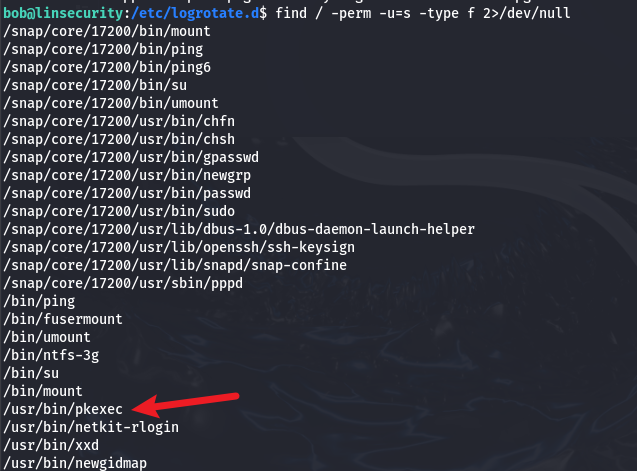 bob@linsecurity:/etc/logrotate.d$ find / -perm -u=s -type f 2>/dev/null
/snap/core/17200/bin/mount
/snap/core/17200/bin/ping
/snap/core/17200/bin/ping6
/snap/core/17200/bin/su
/snap/core/17200/bin/umount
/snap/core/17200/usr/bin/chfn
/snap/core/17200/usr/bin/chsh
/snap/core/17200/usr/bin/gpasswd
/snap/core/17200/usr/bin/newgrp
/snap/core/17200/usr/bin/passwd
/snap/core/17200/usr/bin/sudo
/snap/core/17200/usr/lib/dbus-1.0/dbus-daemon-launch-helper
/snap/core/17200/usr/lib/openssh/ssh-keysign
/snap/core/17200/usr/lib/snapd/snap-confine
/snap/core/17200/usr/sbin/pppd
/bin/ping
/bin/fusermount
/bin/umount
/bin/ntfs-3g
/bin/su
/bin/mount
/usr/bin/pkexec
/usr/bin/netkit-rlogin
/usr/bin/xxd
/usr/bin/newgidmap